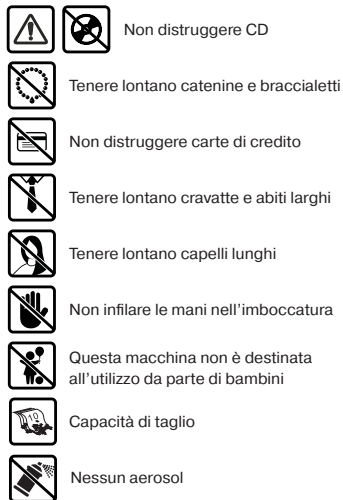 Non distruggere CD
Tenere lontano catenine e braccialetti
Non distruggere carte di credito
Tenere lontano cravatte e abiti larghi
Tenere lontano capelli lunghi
Non infilare le mani nell'imboccatura
Questa macchina non è destinata
all'utilizzo da parte di bambini
10
Capacità di taglio
Nessun aerosol